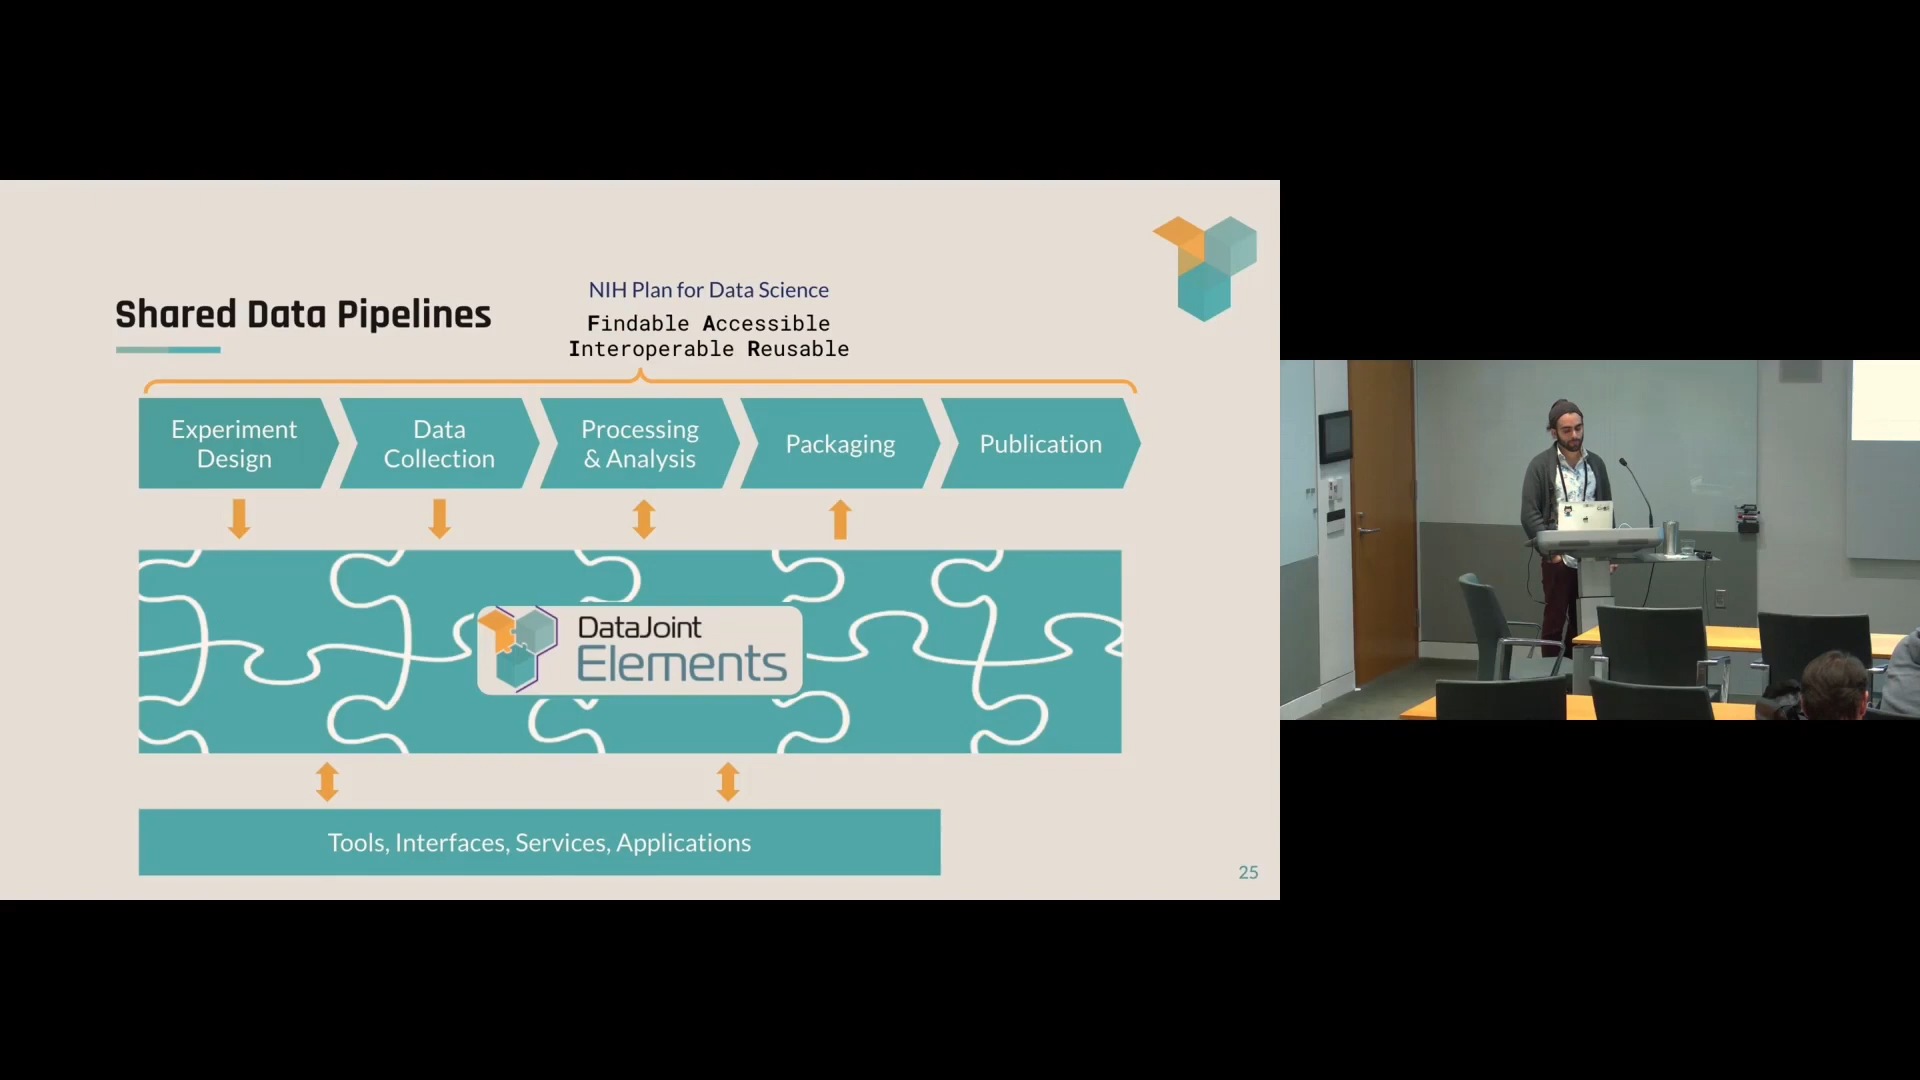 Shared Data Pipelines
NIH Plan for Data Science
Findable Accessible
Interoperable Reusable
Experiment
Design
Data
Collection
Processing
& Analysis
Packaging
Publication
DataJoint
Elements
Tools, Interfaces, Services, Applications
25